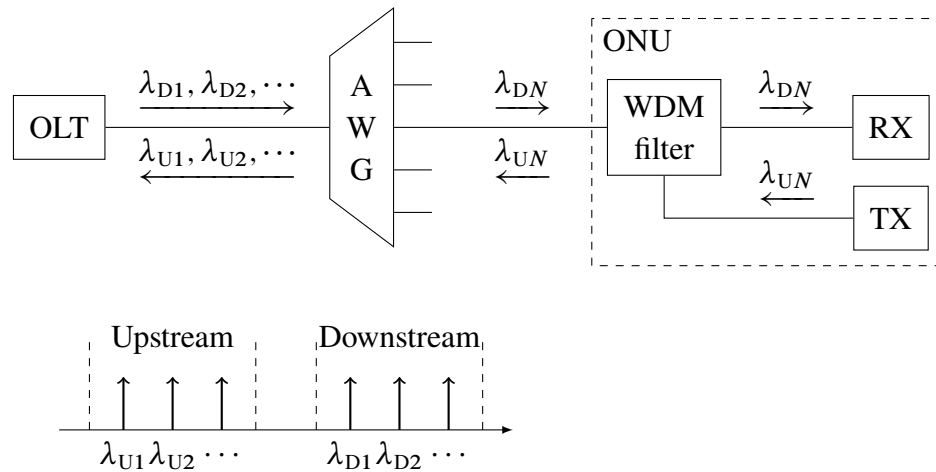 ONU
λD1, λD2, ···
λDN
λDN
OLT
A
W
G
WDM
filter
RX
λU1, λU2, ···
λUN
λUN
TX
Upstream
Downstream
λU1 λU2 ··· λD1 λD2 ···